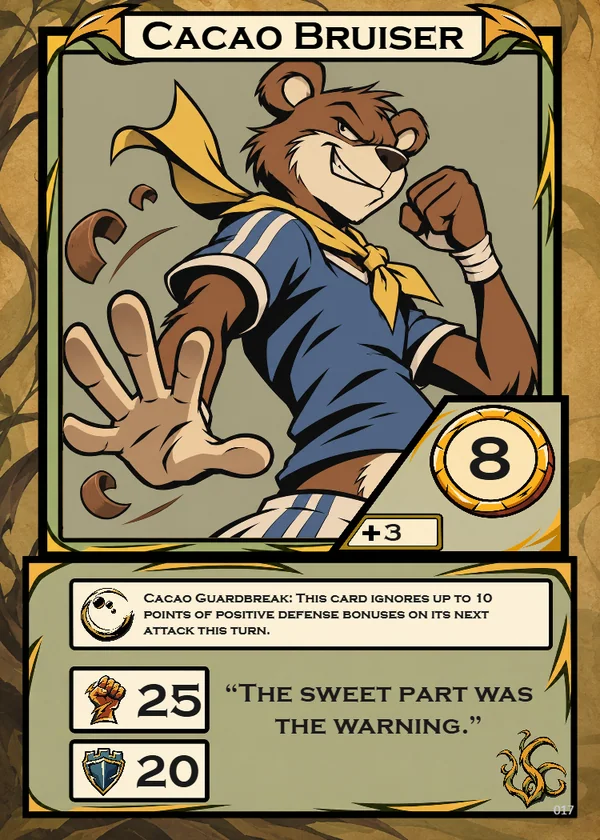 Cacao Bruiser
8
+3
Cacao Guardbreak: This card ignores up to 10
points of positive defense bonuses on its next
attack this turn.
25
“The sweet part was
the warning.”
20
017